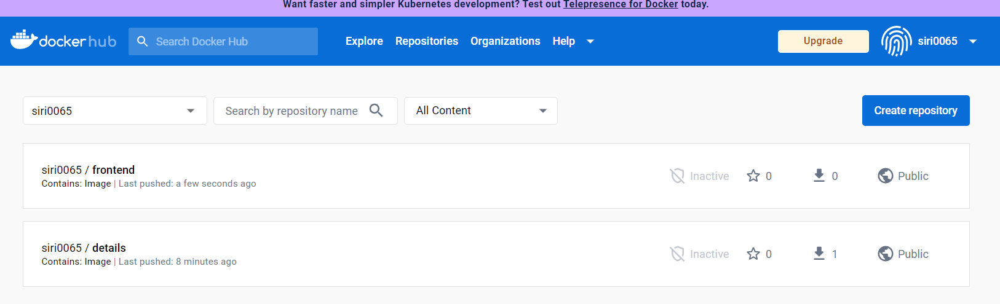 Want faster and simpler Kubernetes development? Test out Telepresence for Docker today.
dockerhub Search Docker Hub Explore Repositories Organizations Help Upgrade siri0065
siri0065 Search by repository name All Content Create repository
siri0065 / frontend
Contains: Image | Last pushed: a few seconds ago
Inactive 0 0 Public
siri0065 / details
Contains: Image | Last pushed: 8 minutes ago
Inactive 0 1 Public